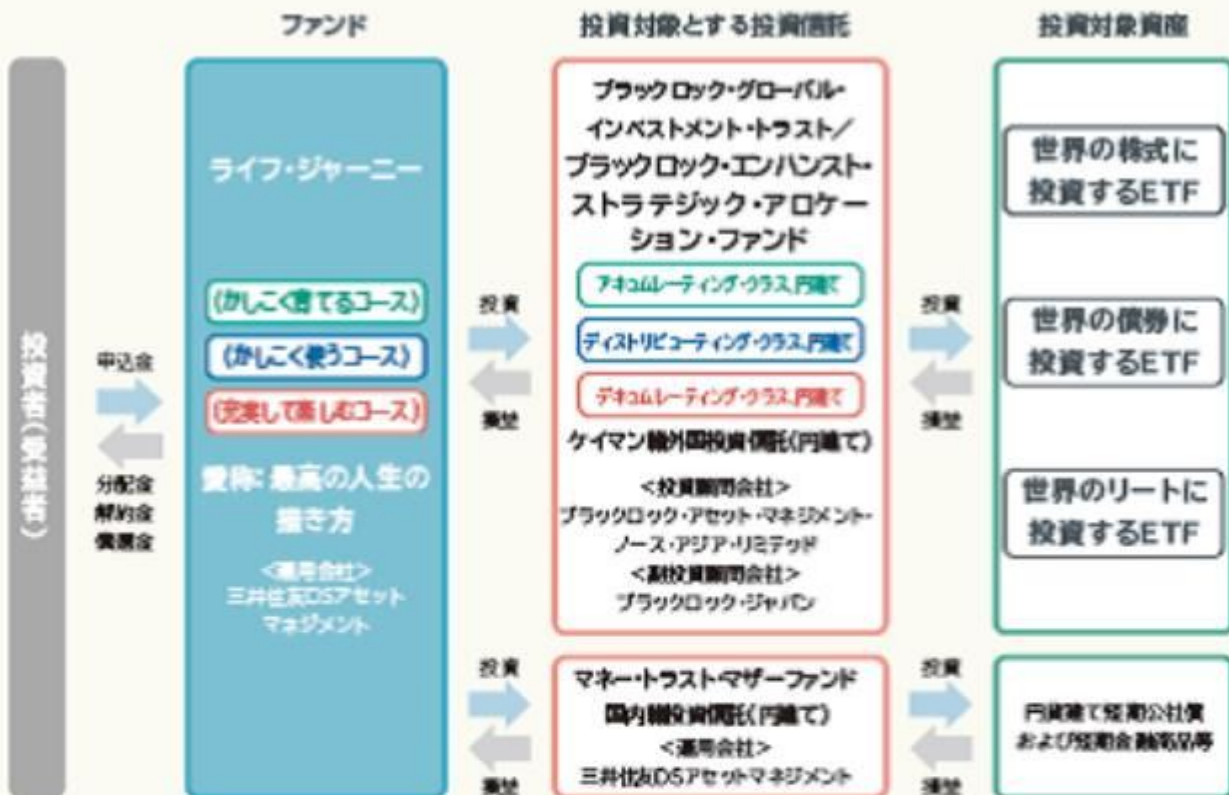 ファンド
投資対象とする投資信託
投資対象資産
投資者(受益者)
申込金
分配金
解約金
償還金
ライフ・ジャーニー
(かしこく育てるコース)
(かしこく使うコース)
(充実して楽しむコース)
愛称:最高の人生の
描き方
<運用会社>
三井住友DSアセット
マネジメント
投資
損益
ブラックロック・グローバル・
インベストメント・トラスト/
ブラックロック・エンハンスト・
ストラテジック・アロケー
ション・ファンド
アキュムレーティング・クラス,円建て
ディストリビューティング・クラス,円建て
デキュムレーティング・クラス,円建て
ケイマン籍外国投資信託(円建て)
<投資顧問会社>
ブラックロック・アセット・マネジメント・
ノース・アジア・リミテッド
<副投資顧問会社>
ブラックロック・ジャパン
投資
損益
世界の株式に
投資するETF
世界の債券に
投資するETF
世界のリートに
投資するETF
投資
損益
マネー・トラスト・マザーファンド
国内籍投資信託(円建て)
<運用会社>
三井住友DSアセットマネジメント
投資
損益
円貨建て短期公社債
および短期金融商品等